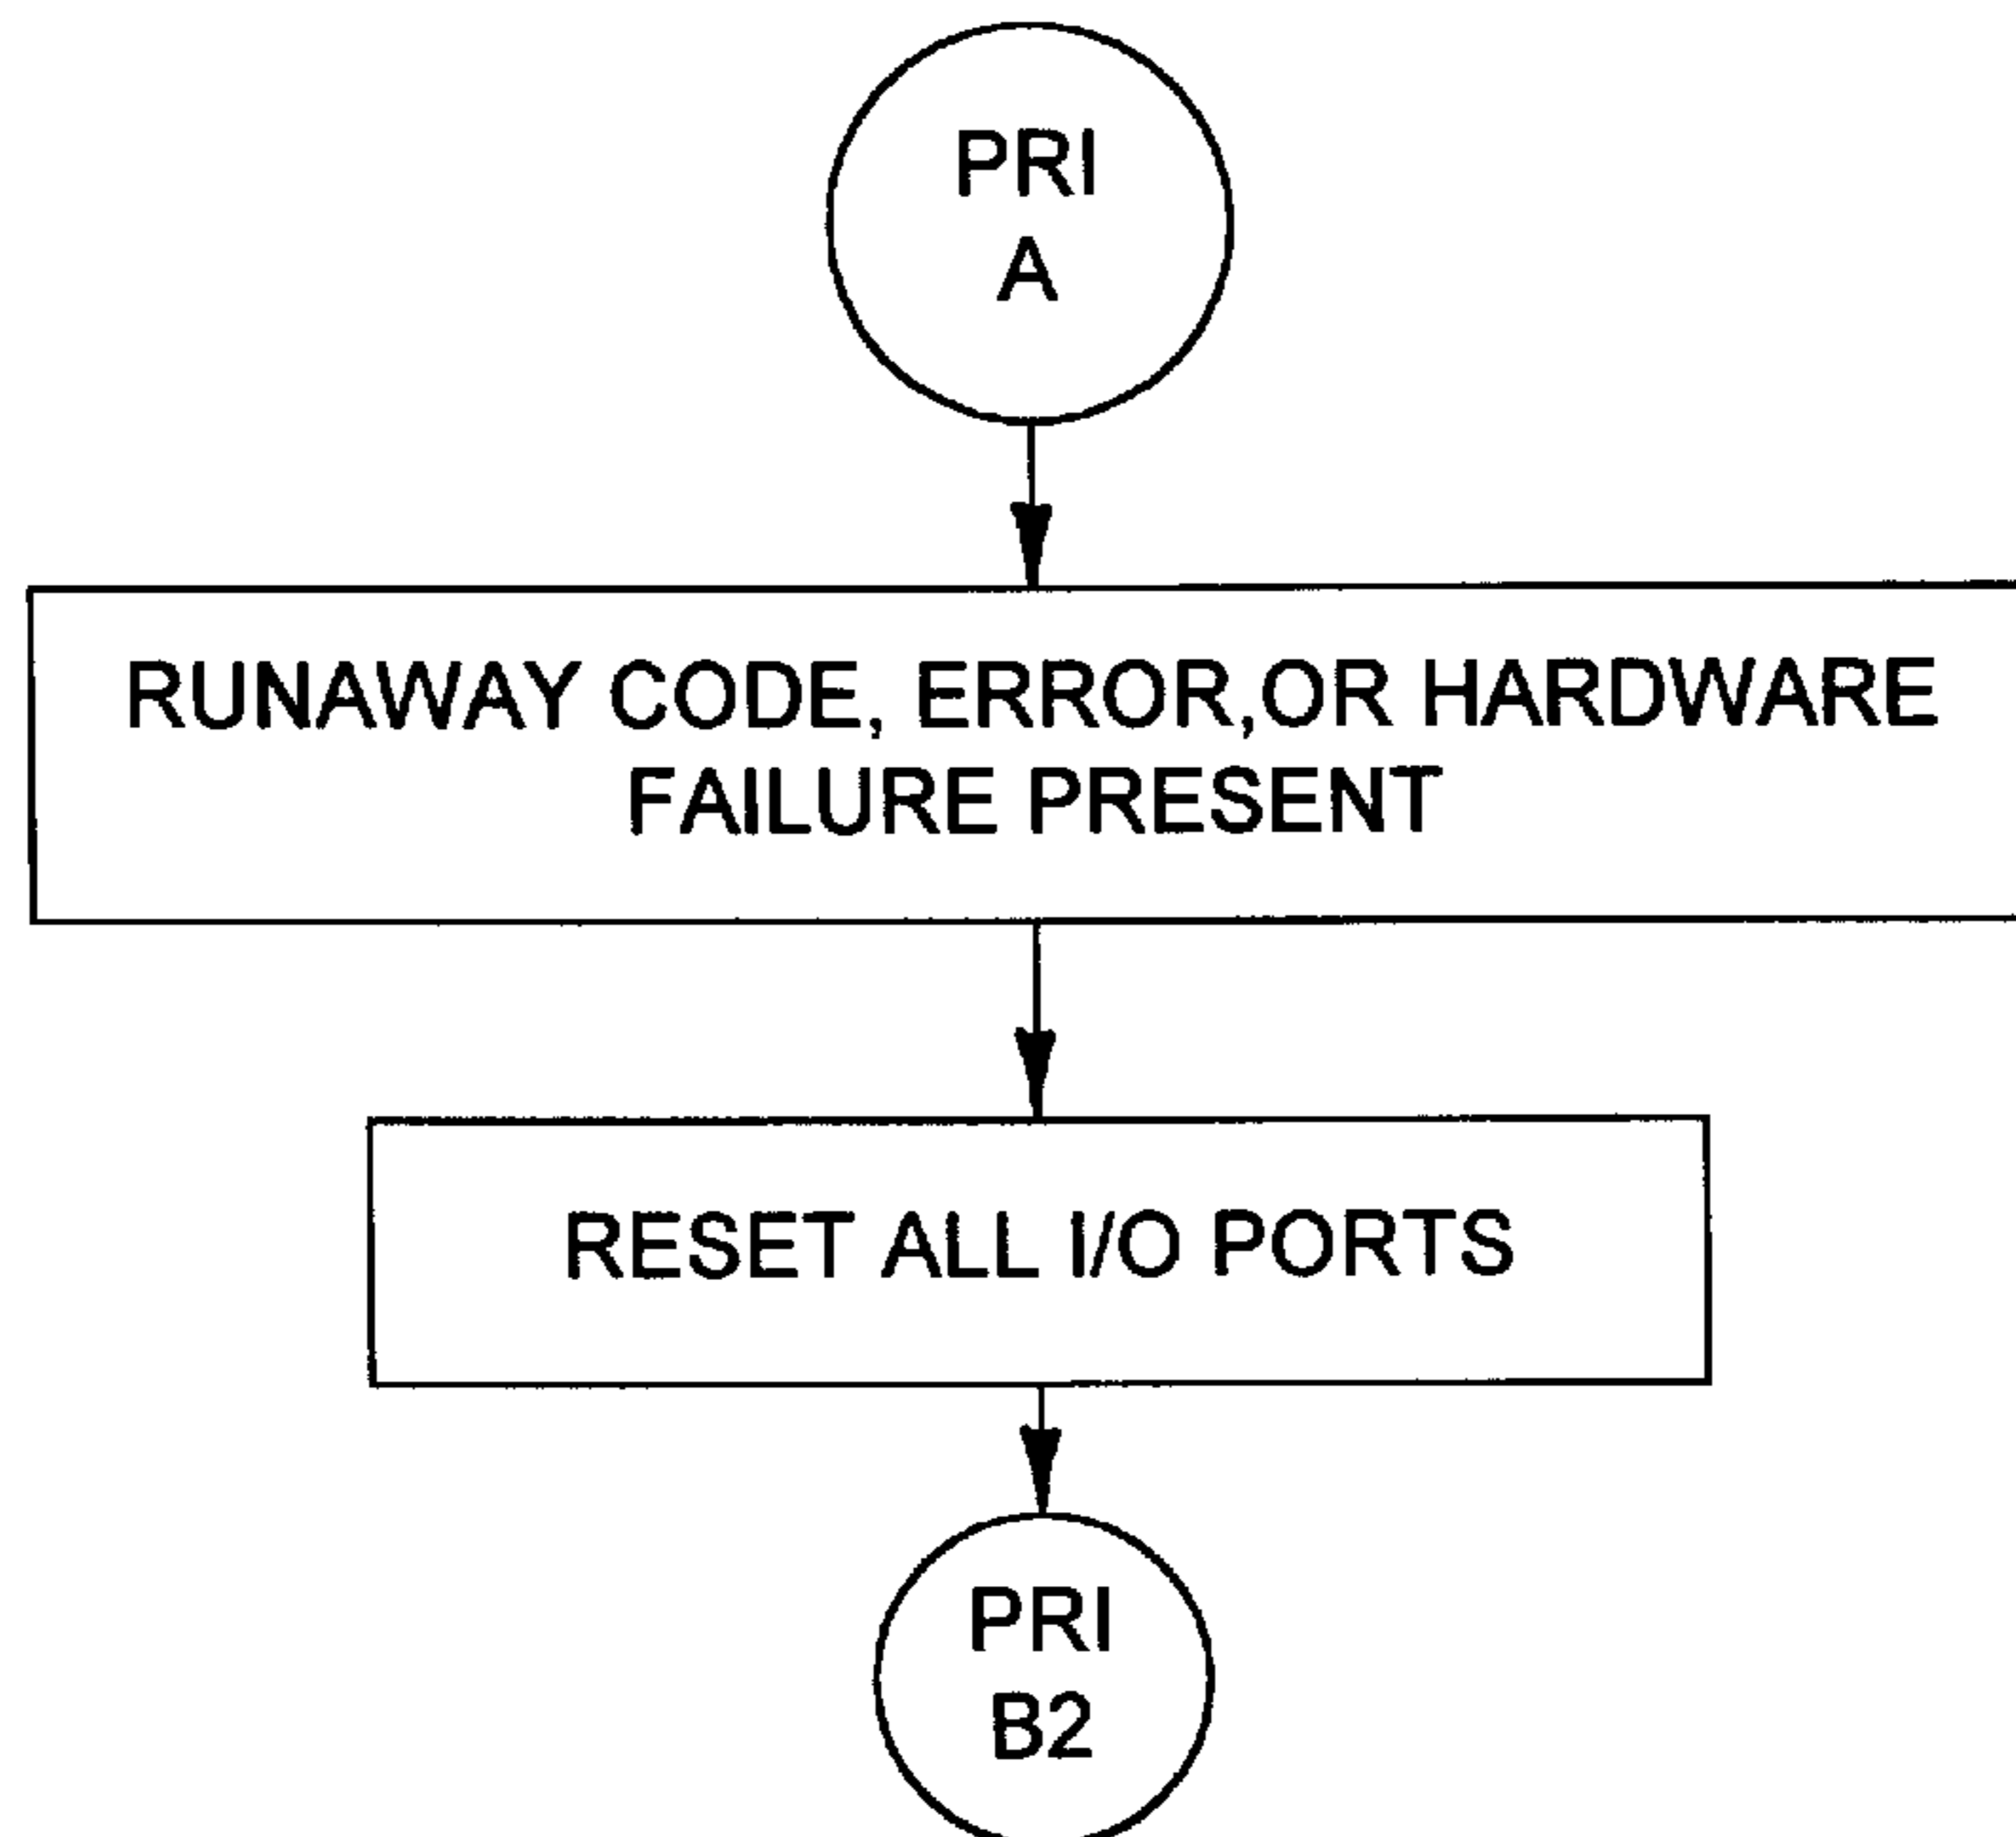 PRI
A
RUNAWAY CODE, ERROR,OR HARDWARE
FAILURE PRESENT
RESET ALL I/O PORTS
PRI
B2